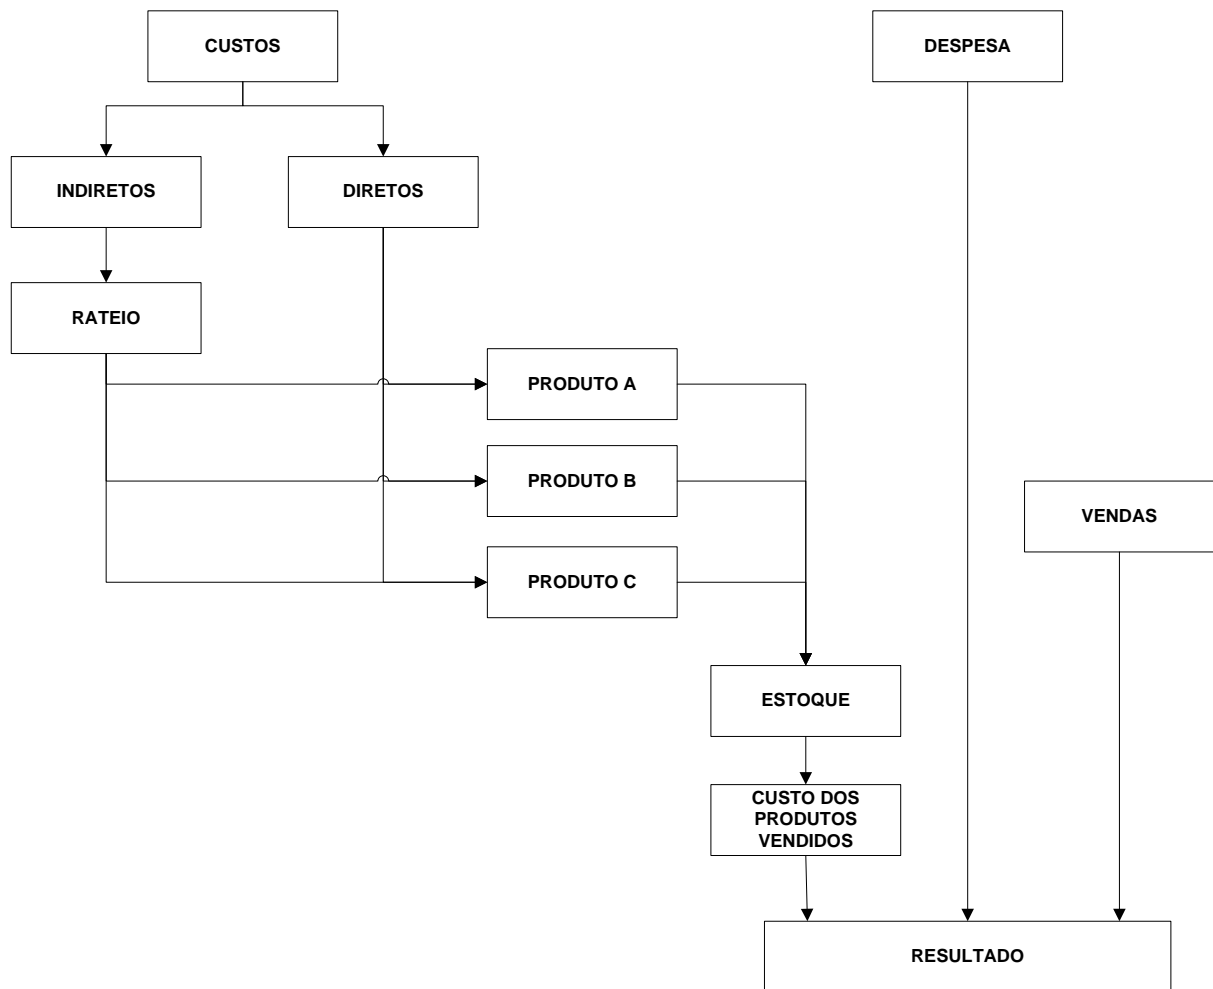 CUSTOS
DESPESA
INDIRETOS
DIRETOS
RATEIO
PRODUTO A
PRODUTO B
VENDAS
PRODUTO C
ESTOQUE
CUSTO DOS
PRODUTOS
VENDIDOS
RESULTADO